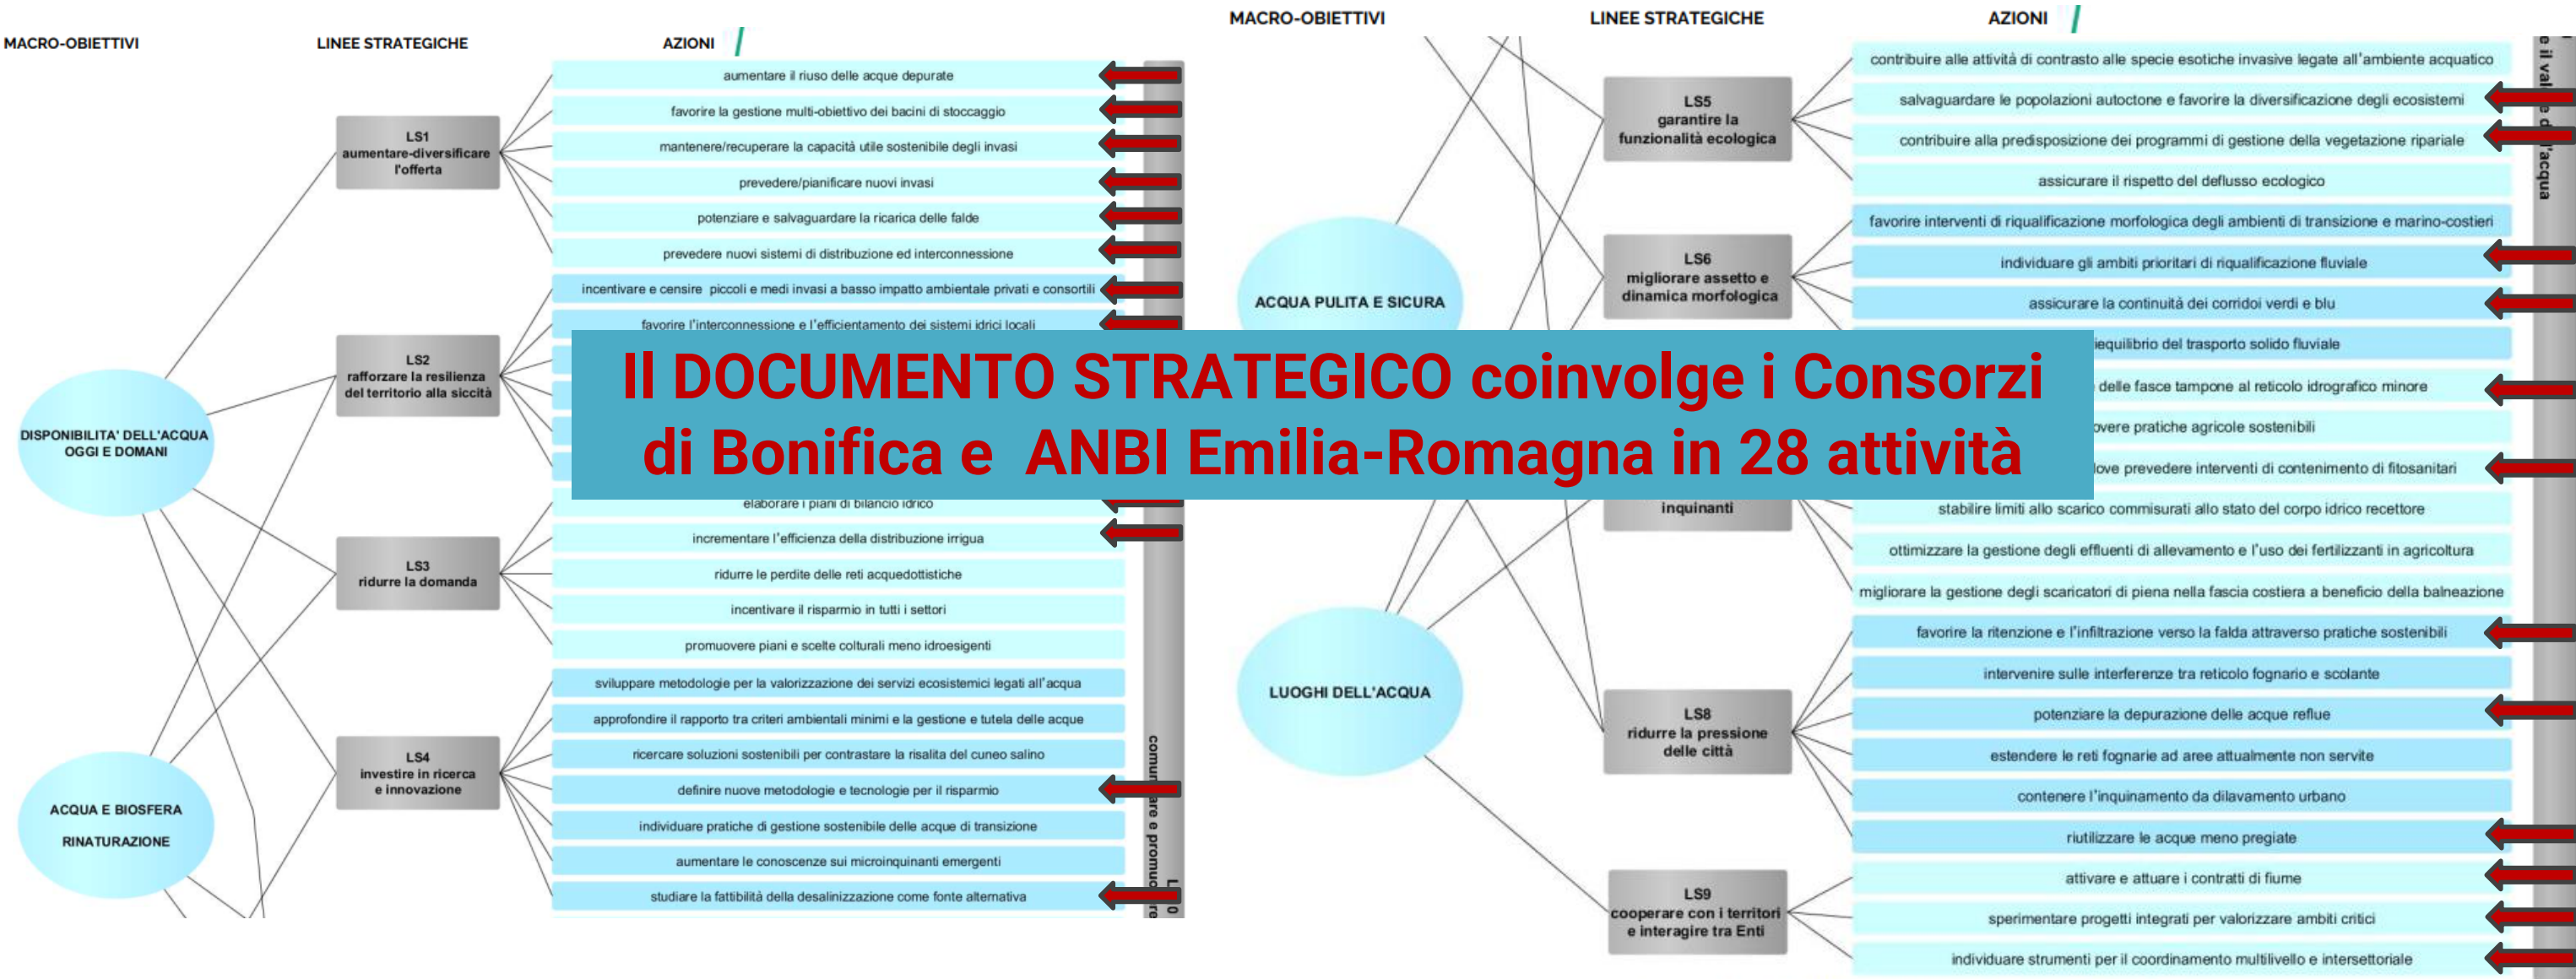 MACRO-OBIETTIVI
LINEE STRATEGICHE
AZIONI
DISPONIBILITA' DELL'ACQUA
OGGI E DOMANI
ACQUA E BIOSFERA
RINATURAZIONE
LS1
aumentare-diversificare
l'offerta
aumentare il riuso delle acque depurate
favorire la gestione multi-obiettivo dei bacini di stoccaggio
mantenere/recuperare la capacità utile sostenibile degli invasi
prevedere/pianificare nuovi invasi
potenziare e salvaguardare la ricarica delle falde
prevedere nuovi sistemi di distribuzione ed interconnessione
LS2
rafforzare la resilienza
del territorio alla siccità
incentivare e censire piccoli e medi invasi a basso impatto ambientale privati e consortili
favorire l'interconnessione e l'efficientamento dei sistemi idrici locali
Il DOCUMENTO STRATEGICO coinvolge i Consorzi
di Bonifica e ANBI Emilia-Romagna in 28 attività
LS3
ridurre la domanda
elaborare i piani di bilancio idrico
incrementare l'efficienza della distribuzione irrigua
ridurre le perdite delle reti acquedottistiche
incentivare il risparmio in tutti i settori
promuovere piani e scelte colturali meno idroesigenti
LS4
investire in ricerca
e innovazione
sviluppare metodologie per la valorizzazione dei servizi ecosistemici legati all'acqua
approfondire il rapporto tra criteri ambientali minimi e la gestione e tutela delle acque
ricercare soluzioni sostenibili per contrastare la risalita del cuneo salino
definire nuove metodologie e tecnologie per il risparmio
individuare pratiche di gestione sostenibile delle acque di transizione
aumentare le conoscenze sui microinquinanti emergenti
studiare la fattibilità della desalinizzazione come fonte alternativa
MACRO-OBIETTIVI
LINEE STRATEGICHE
AZIONI
ACQUA PULITA E SICURA
LUOGHI DELL'ACQUA
LS5
garantire la
funzionalità ecologica
contribuire alle attività di contrasto alle specie esotiche invasive legate all'ambiente acquatico
salvaguardare le popolazioni autoctone e favorire la diversificazione degli ecosistemi
contribuire alla predisposizione dei programmi di gestione della vegetazione ripariale
assicurare il rispetto del deflusso ecologico
LS6
migliorare assetto e
dinamica morfologica
favorire interventi di riqualificazione morfologica degli ambienti di transizione e marino-costieri
individuare gli ambiti prioritari di riqualificazione fluviale
assicurare la continuità dei corridoi verdi e blu
del trasporto solido fluviale
delle fasce tampone al reticolo idrografico minore
pratiche agricole sostenibili
prevedere interventi di contenimento di fitosanitari
inquinanti
stabilire limiti allo scarico commisurati allo stato del corpo idrico recettore
ottimizzare la gestione degli effluenti di allevamento e l'uso dei fertilizzanti in agricoltura
migliorare la gestione degli scaricatori di piena nella fascia costiera a beneficio della balneazione
LS8
ridurre la pressione
delle città
favorire la ritenzione e l'infiltrazione verso la falda attraverso pratiche sostenibili
intervenire sulle interferenze tra reticolo fognario e scolante
potenziare la depurazione delle acque reflue
estendere le reti fognarie ad aree attualmente non servite
contenere l'inquinamento da dilavamento urbano
riutilizzare le acque meno pregiate
LS9
cooperare con i territori
e interagire tra Enti
attivare e attuare i contratti di fiume
sperimentare progetti integrati per valorizzare ambiti critici
individuare strumenti per il coordinamento multilivello e intersettoriale